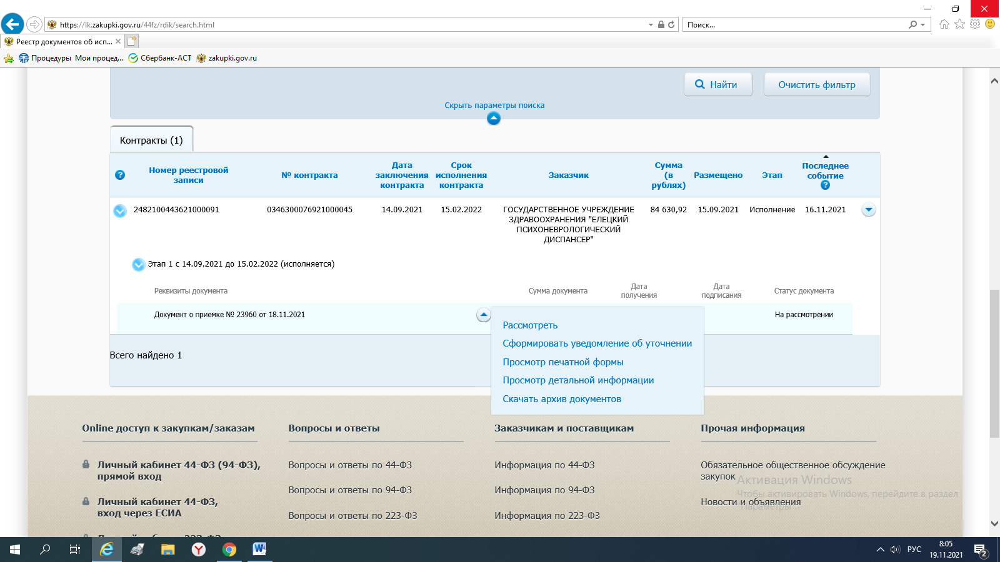 https://lk.zakupki.gov.ru/44fz/rdik/search.html
Поиск...
Реестр документов об исп...
Процедуры Мои процед... Сбербанк-АСТ zakupki.gov.ru
Найти
Очистить фильтр
Скрыть параметры поиска
Контракты (1)
Номер реестровой записи
№ контракта
Дата заключения контракта
Срок исполнения контракта
Заказчик
Сумма (в рублях)
Размещено
Этап
Последнее событие
2482100443621000091
0346300076921000045
14.09.2021
15.02.2022
ГОСУДАРСТВЕННОЕ УЧРЕЖДЕНИЕ
ЗДРАВООХРАНЕНИЯ "ЕЛЕЦКИЙ
ПСИХОНЕВРОЛОГИЧЕСКИЙ
ДИСПАНСЕР"
84 630,92
15.09.2021
Исполнение
16.11.2021
Этап 1 с 14.09.2021 до 15.02.2022 (исполняется)
Реквизиты документа
Сумма документа
Дата получения
Дата подписания
Статус документа
Документ о приемке № 23960 от 18.11.2021
На рассмотрении
Рассмотреть
Сформировать уведомление об уточнении
Просмотр печатной формы
Просмотр детальной информации
Скачать архив документов
Всего найдено 1
Online доступ к закупкам/заказам
Личный кабинет 44-ФЗ (94-ФЗ),
прямой вход
Личный кабинет 44-ФЗ,
вход через ЕСИА
Вопросы и ответы
Вопросы и ответы по 44-ФЗ
Вопросы и ответы по 94-ФЗ
Вопросы и ответы по 223-ФЗ
Заказчикам и поставщикам
Информация по 44-ФЗ
Информация по 94-ФЗ
Информация по 223-ФЗ
Прочая информация
Обязательное общественное обсуждение
закупок
Новости и объявления
Активация Windows
Чтобы активировать Windows, перейдите в раздел
"Параметры".
РУС
8:05
19.11.2021
2